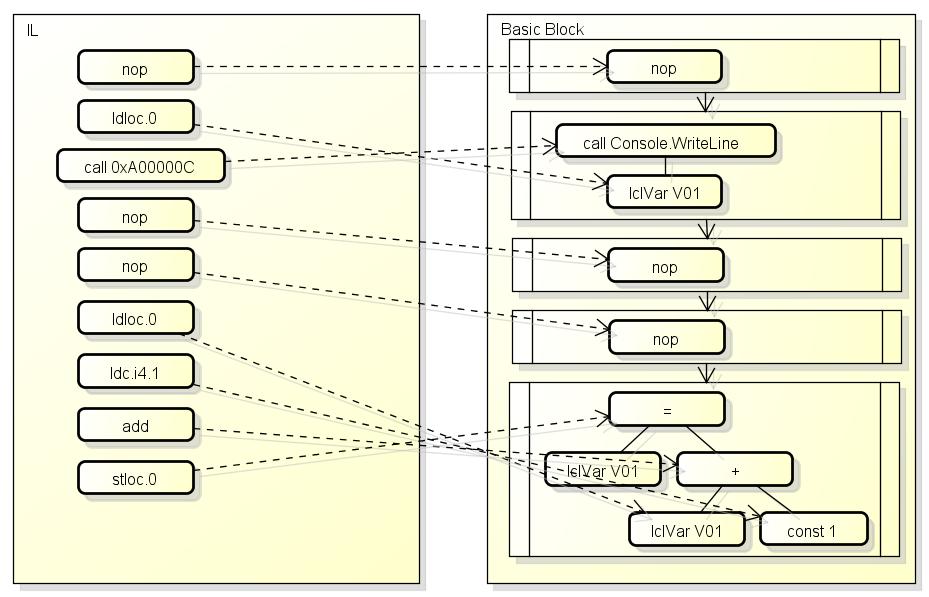 IL
nop
ldloc.0
call 0xA00000C
nop
nop
ldloc.0
ldc.i4.1
add
stloc.0
Basic Block
nop
call Console.WriteLine
lclVar V01
nop
nop
=
lclVar V01
+
lclVar V01
const 1